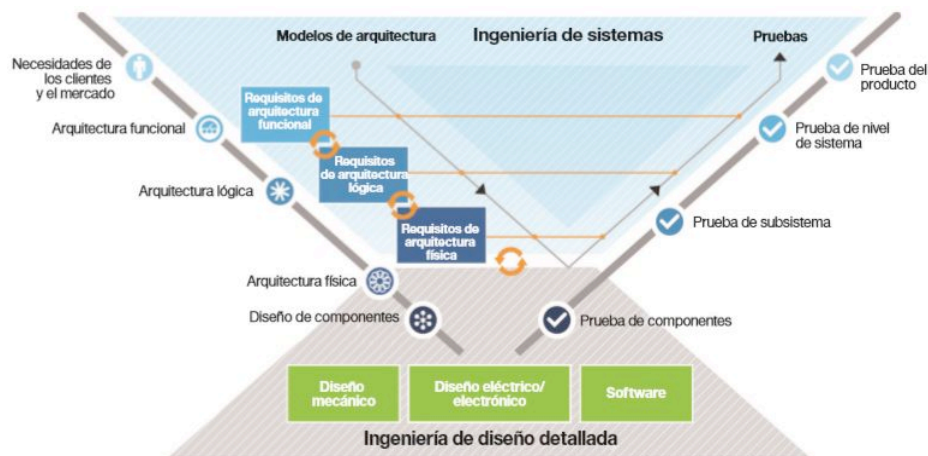 Modelos de arquitectura
Ingeniería de sistemas
Pruebas
Necesidades de
los clientes
y el mercado
Arquitectura funcional
Arquitectura lógica
Arquitectura física
Diseño de componentes
Requisitos de
arquitectura
funcional
Requisitos
de arquitectura
lógica
Requisitos de
arquitectura
física
Prueba del
producto
Prueba de nivel
de sistema
Prueba de subsistema
Prueba de componentes
Diseño
mecánico
Diseño eléctrico/
electrónico
Software
Ingeniería de diseño detallada